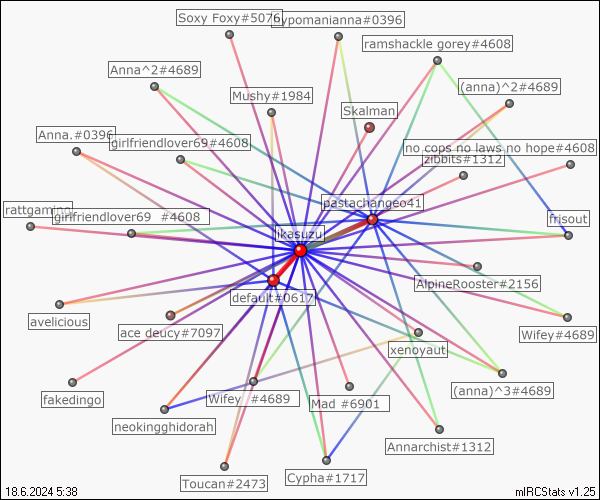 Soxy Foxy#5076
hypomanianna#0396
ramshackle gorey#4608
Anna^2#4689
(anna)^2#4689
Mushy#1984
Skalman
Anna.#0396
girlfriendlover69#4608
no cops no laws no hope#4608
zibbits#1312
rattgaming
girlfriendlover69 #4608
pastachangeo41
frisout
ikasuzu
AlpineRooster#2156
default#0617
avelicious
ace deucy#7097
Wifey#4689
xenoyaut
fakedingo
Wifey #4689
Mad #6901
(anna)^3#4689
neokingghidorah
Annarchist#1312
Toucan#2473
Cypha#1717
18.6.2024 5:38
mIRCStats v1.25